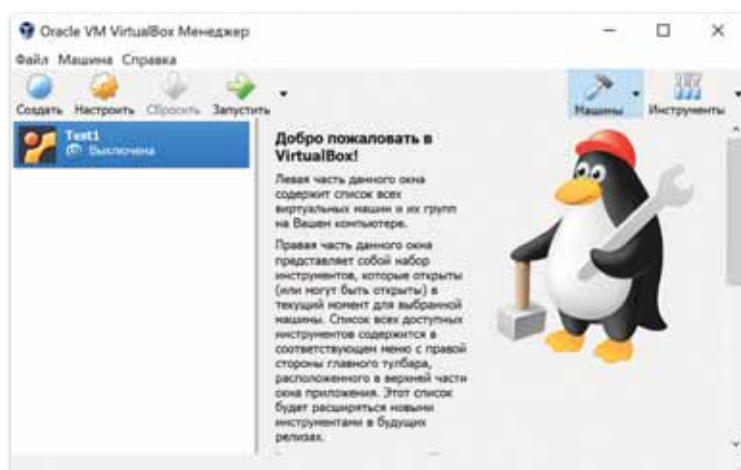 Oracle VM VirtualBox Менеджер
Файл Машина Справка
Создать Настроить Сбросить Запустить
Машины Инструменты
Test1
Выключена
Добро пожаловать в
VirtualBox!
Левая часть данного окна
содержит список всех
виртуальных машин и их групп
на Вашем компьютере.
Правая часть данного окна
представляет собой набор
инструментов, которые открыты
(или могут быть открыты) в
текущий момент для выбранной
машины. Список всех доступных
инструментов содержится в
соответствующем меню с правой
стороны главного тулбара,
расположенного в верхней части
окна приложения. Этот список
будет расширяться новыми
инструментами в будущих
релизах.